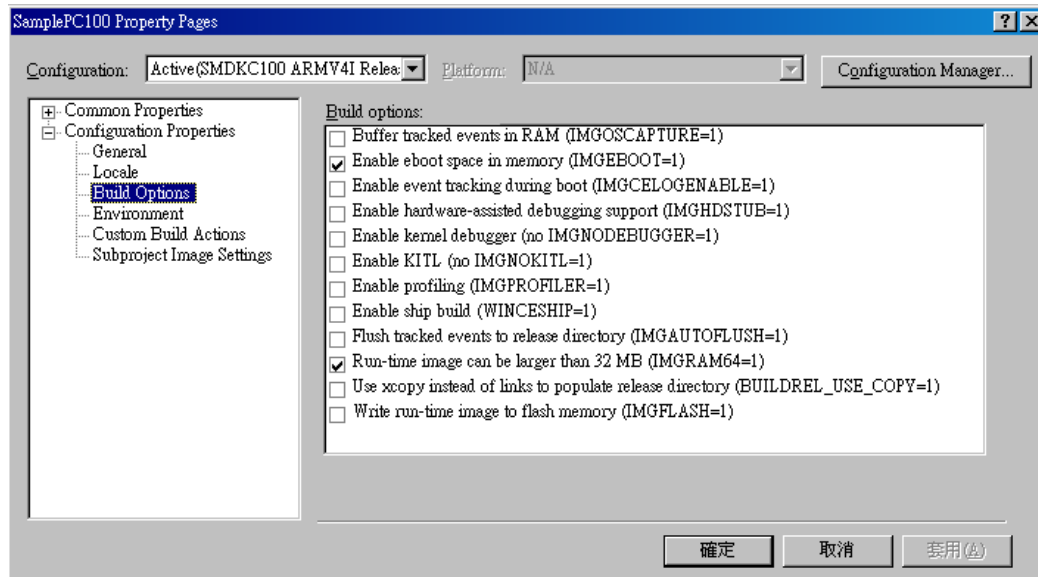 SamplePC100 Property Pages
Configuration: Active(SMDKC100 ARMV4I Relea: Platform: N/A Configuration Manager...
Common Properties
Configuration Properties
General
Locale
Build Options
Environment
Custom Build Actions
Subproject Image Settings
Build options:
Buffer tracked events in RAM (IMGOSCAPTURE=1)
Enable eboot space in memory (IMGEBOOT=1)
Enable event tracking during boot (IMGCELOGENABLE=1)
Enable hardware-assisted debugging support (IMGHDSTUB=1)
Enable kernel debugger (no IMGNODEBUGGER=1)
Enable KITL (no IMGNOKITL=1)
Enable profiling (IMGPROFILER=1)
Enable ship build (WINCESHIP=1)
Flush tracked events to release directory (IMGAUTOFLUSH=1)
Run-time image can be larger than 32 MB (IMGRAM64=1)
Use xcopy instead of links to populate release directory (BUILDREL_USE_COPY=1)
Write run-time image to flash memory (IMGFLASH=1)
確定 取消 套用(A)